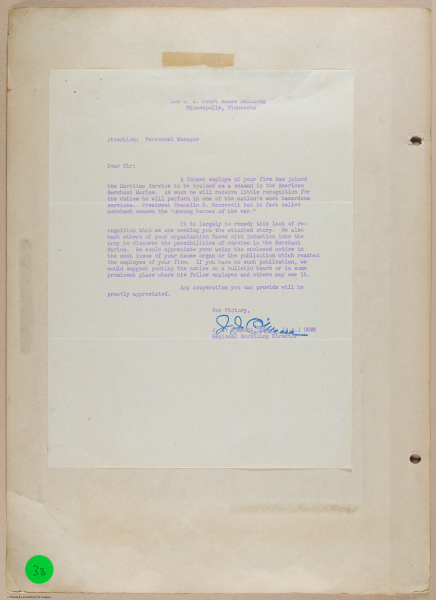 Court House Building
Minneapolis, Minnesota
Attention: Personnel Manager
Dear Sir:
A former employe of your firm has joined
the Maritime Service to be trained as a seaman in the American
Merchant Marine. As such he will receive little recognition for
the duties he will perform in one of the nation's most hazardous
services. President Franklin D. Roosevelt has in fact called
merchant seamen the "unsung heroes of the war."
It is largely to remedy this lack of re-
cognition that we are sending you the attached story. We also
want others of your organization faced with induction into the
army to discover the possibilities of service in the Merchant
Marine. We would appreciate your using the enclosed notice in
the next issue of your house organ or the publication which reaches
the employes of your firm. If you have no such publication, we
would suggest posting the notice on a bulletin board or in some
prominent place where his fellow employes and others may see it.
Any cooperation you can provide will be
greatly appreciated.
For Victory,
Regional Enrolling Director
38